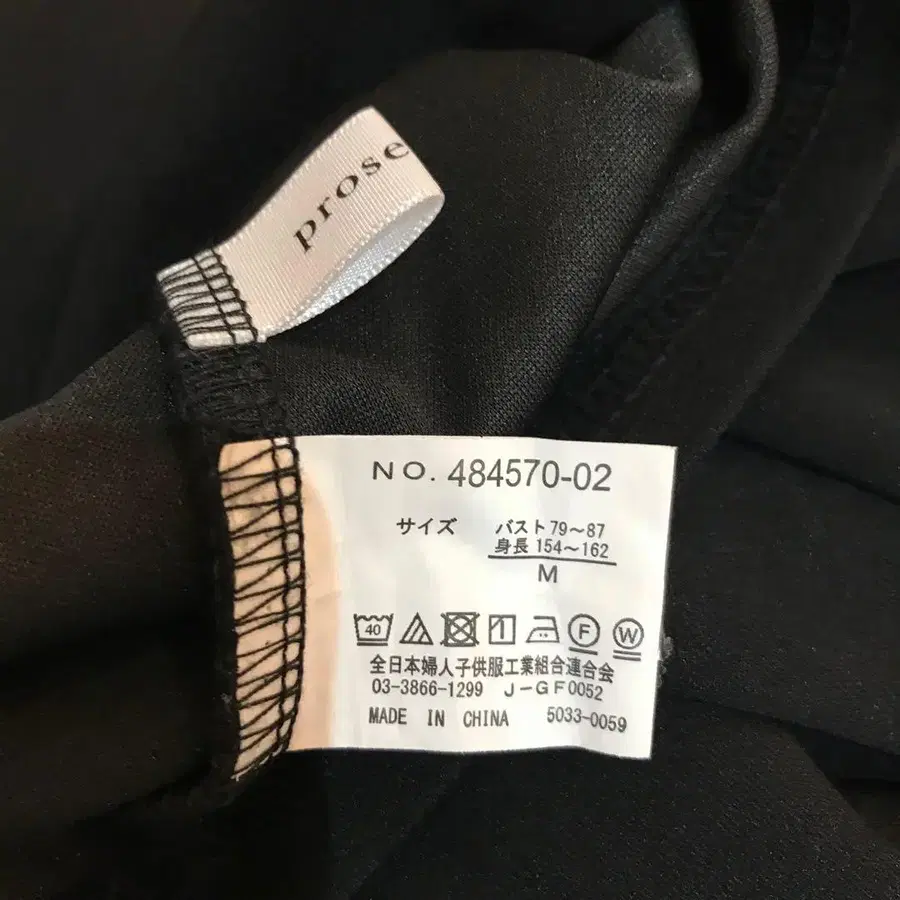 prose
NO. 484570-02
サイズ バスト 79～87
身長 154～162
M
40 F W
全日本婦人子供服工業組合連合会
03-3866-1299 J-GF0052
MADE IN CHINA 5033-0059